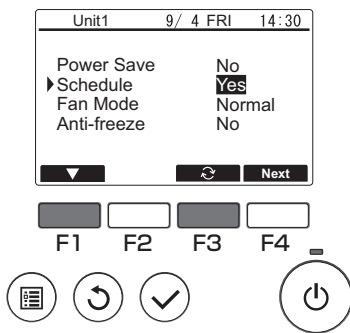 Unit1 9/ 4 FRI 14:30
Power Save No
Schedule Yes
Fan Mode Normal
Anti-freeze No
Next
F1 F2 F3 F4